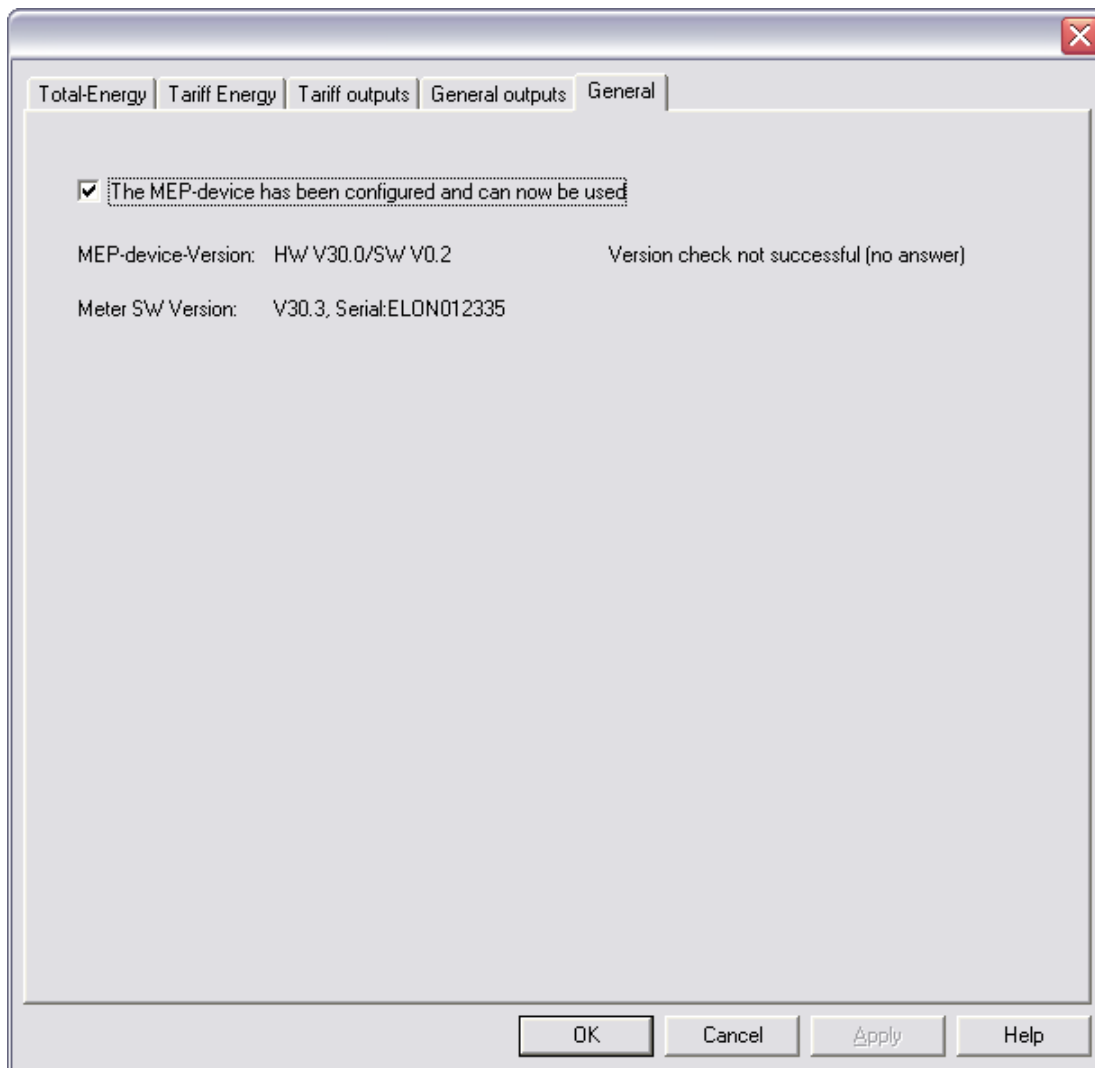 Total-Energy Tariff Energy Tariff outputs General outputs General
The MEP-device has been configured and can now be used
MEP-device-Version: HW V30.0/SW V0.2 Version check not successful (no answer)
Meter SW Version: V30.3, Serial:ELON012335
OK Cancel Apply Help